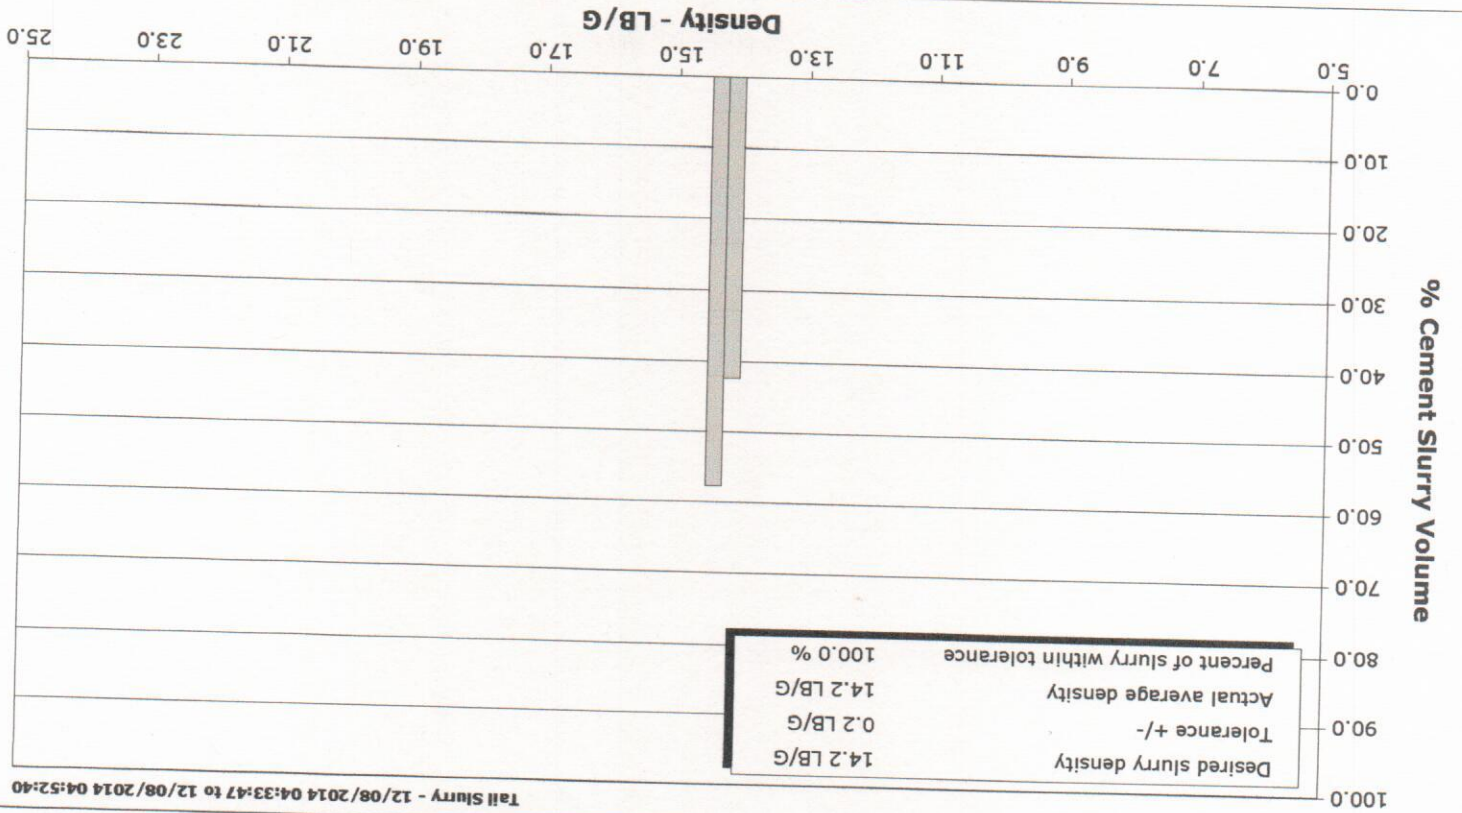 Tail Slurry - 12/08/2014 04:33:47 to 12/08/2014 04:52:40
Desired slurry density 14.2 LB/G
Tolerance +/- 0.2 LB/G
Actual average density 14.2 LB/G
Percent of slurry within tolerance 100.0 %
% Cement Slurry Volume
100.0
90.0
80.0
70.0
60.0
50.0
40.0
30.0
20.0
10.0
0.0
5.0 7.0 9.0 11.0 13.0 15.0 17.0 19.0 21.0 23.0 25.0
Density - LB/G